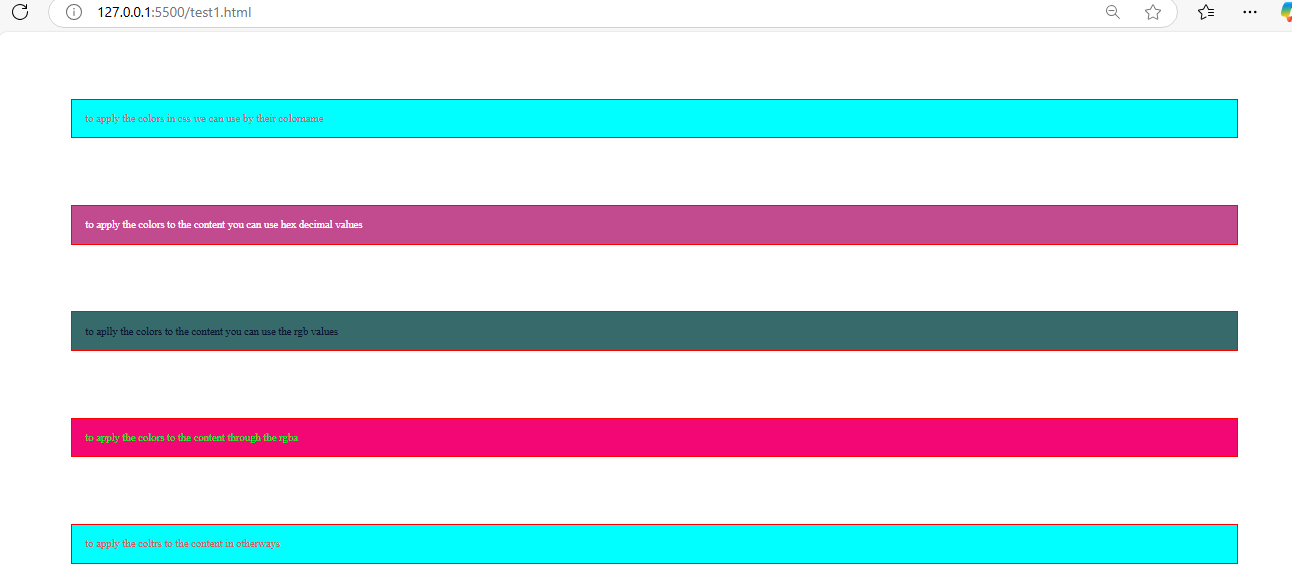 127.0.0.1:5500/test1.html
to apply the colors in css we can use by their colorname
to apply the colors to the content you can use hex decimal values
to aplly the colors to the content you can use the rgb values
to apply the colors to the content through the rgba
to apply the coltrs to the content in otherways